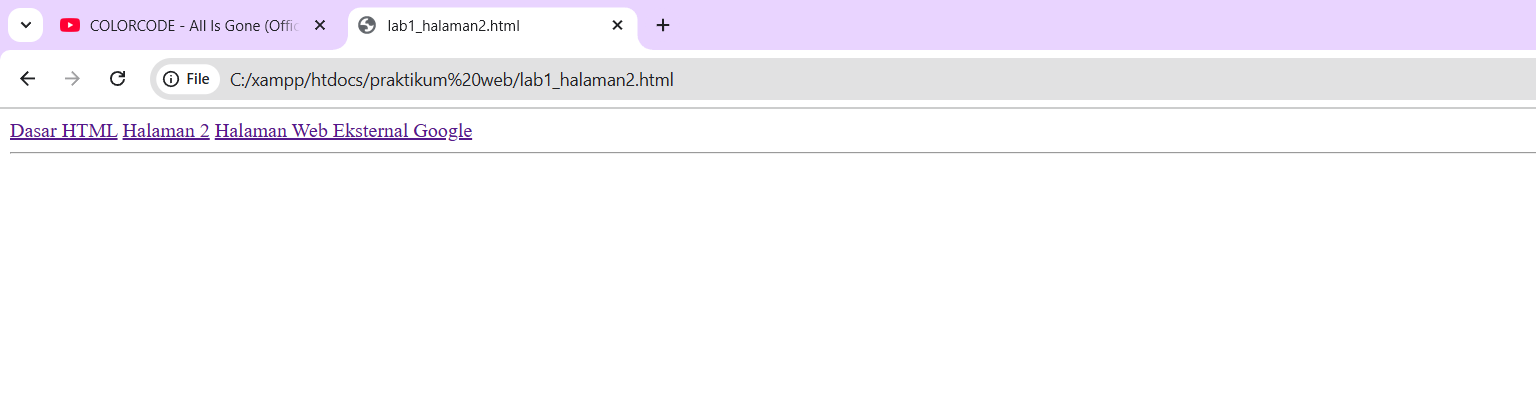 COLORCODE - All Is Gone (Offic
lab1_halaman2.html
File C:/xampp/htdocs/praktikum%20web/lab1_halaman2.html
Dasar HTML Halaman 2 Halaman Web Eksternal Google